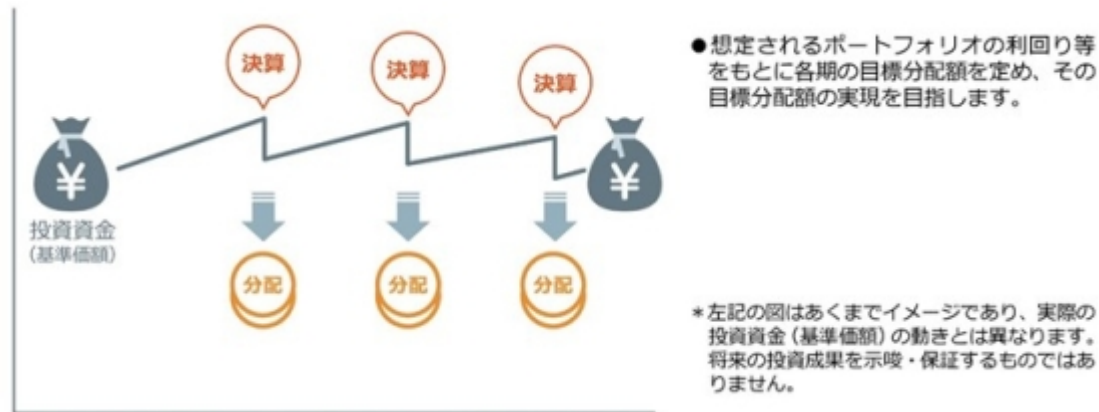 決算
決算
決算
¥
¥
投資資金
(基準価額)
分配
分配
分配
●想定されるポートフォリオの利回り等
をもとに各期の目標分配額を定め、その
目標分配額の実現を目指します。
*左記の図はあくまでイメージであり、実際の
投資資金(基準価額)の動きとは異なります。
将来の投資成果を示唆・保証するものではあ
りません。